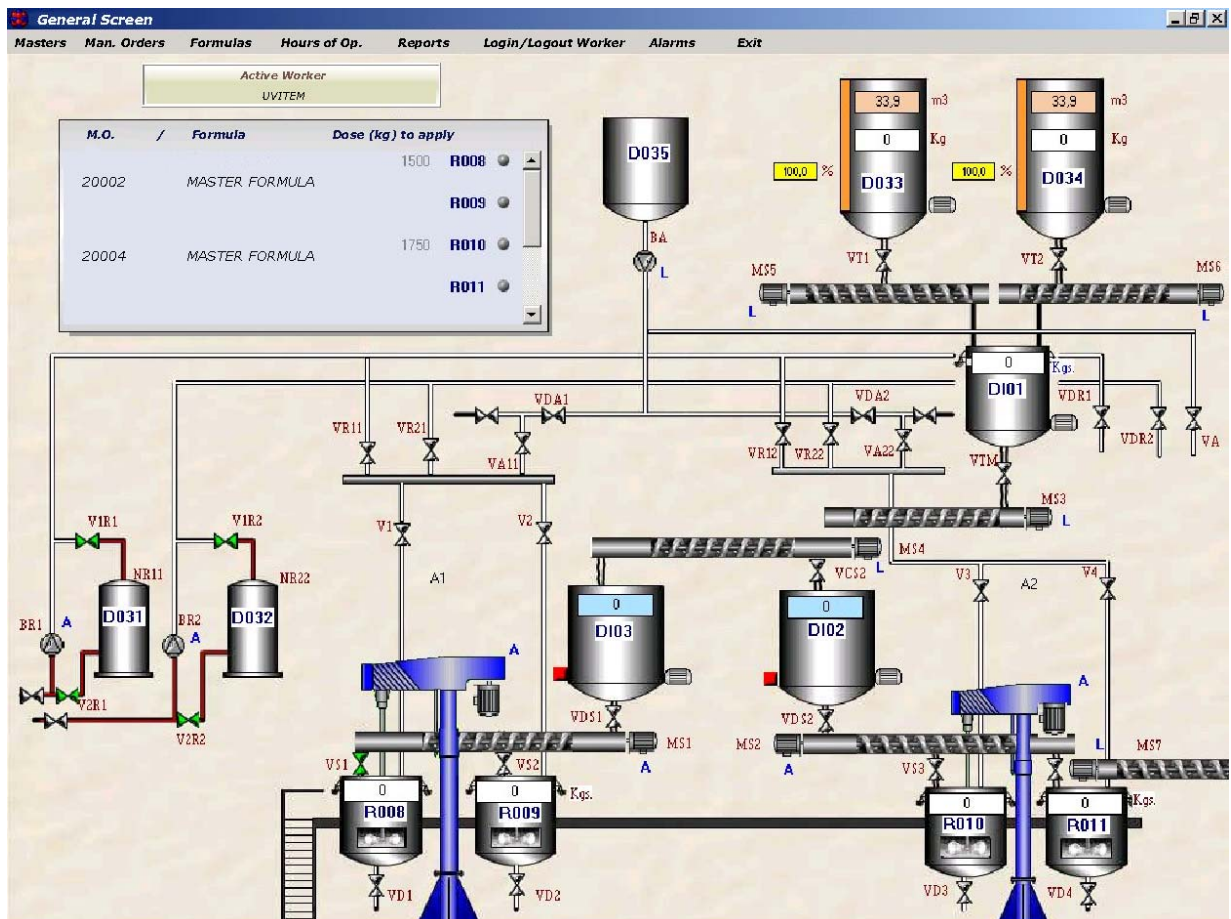 General Screen
Masters Man. Orders Formulas Hours of Op. Reports Login/Logout Worker Alarms Exit
Active Worker
UVITEM
M.O. / Formula Dose (kg) to apply
1500 R008
20002 MASTER FORMULA
R009
1750 R010
20004 MASTER FORMULA
R011
D035
33,9 m3
0 Kg
100,0 %
D033
33,9 m3
0 Kg
100,0 %
D034
BA
L
VT1
VT2
MS5
MS6
L
L
0 Kgs.
DI01
VDR1
VDR2
VA
VDA1
VDA2
VR11
VR21
VA11
VR12
VR22
VA22
VTM
MS3
L
V1
V2
V1R1
V1R2
MS4
L
VCS2
V3
V4
A1
A2
NR11
NR22
D031
D032
BR1
A
BR2
A
0
DI03
0
DI02
V2R1
V2R2
A
A
VDS1
VDS2
MS1
A
MS2
A
L
MS7
VS1
VS2
VS3
0
R008
0 Kgs.
R009
0
R010
0 Kgs.
R011
VD1
VD2
VD3
VD4